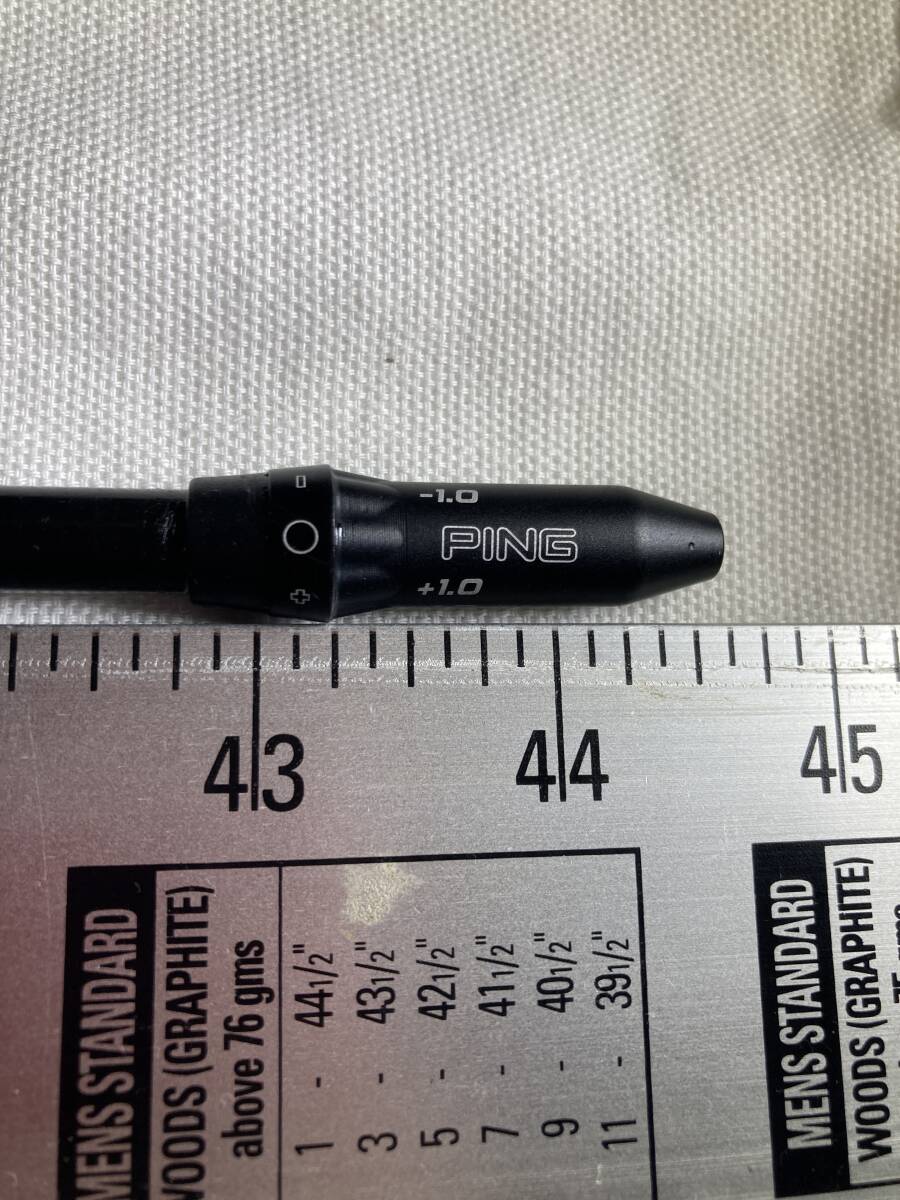 -
O
+
-1.0
PING
+1.0
43
44
45
MENS STANDARD
WOODS (GRAPHITE)
above 76 gms
1 - 44 1/2"
3 - 43 1/2"
5 - 42 1/2"
7 - 41 1/2"
9 - 40 1/2"
11 - 39 1/2"
MENS STANDARD
WOODS (GRAPHITE)